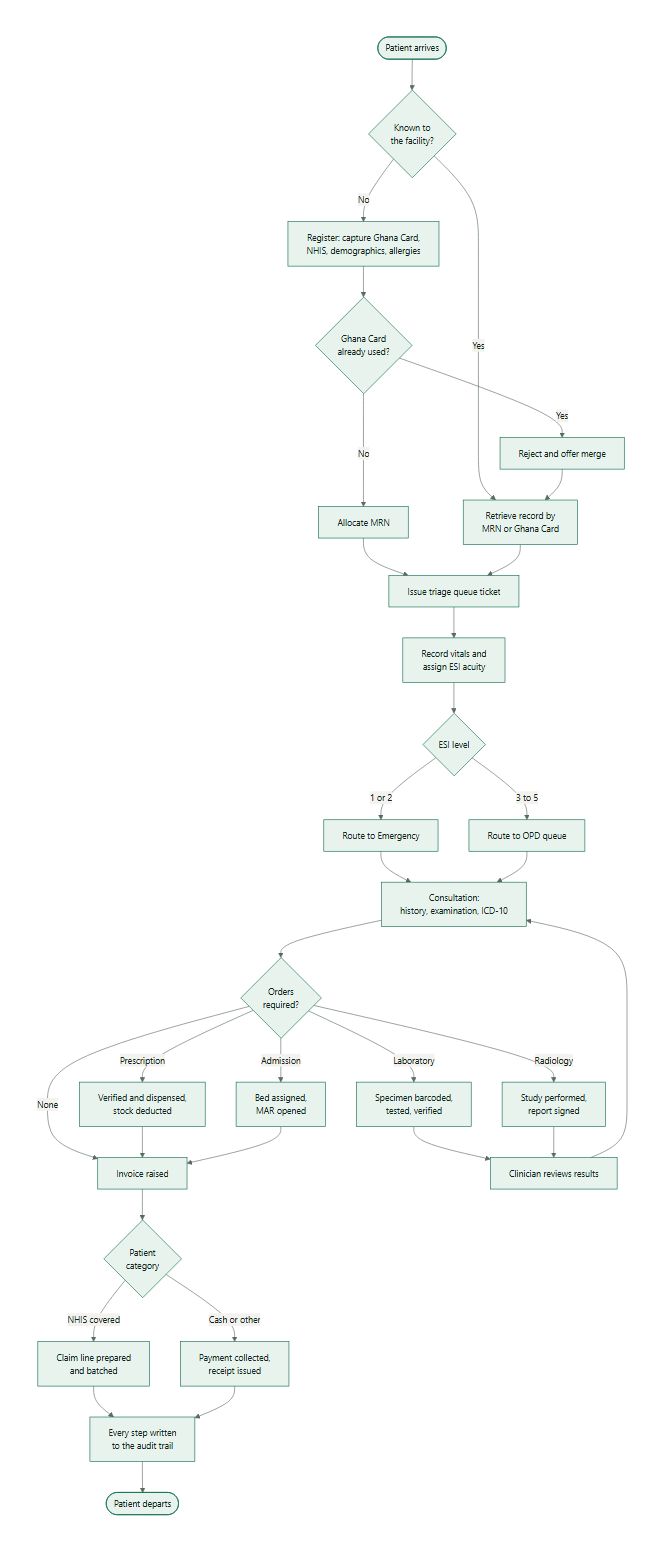 Patient arrives
Known to
the facility?
No
Register: capture Ghana Card,
NHIS, demographics, allergies
Ghana Card
already used?
Yes
Yes
No
Reject and offer merge
Allocate MRN
Retrieve record by
MRN or Ghana Card
Issue triage queue ticket
Record vitals and
assign ESI acuity
ESI level
1 or 2
3 to 5
Route to Emergency
Route to OPD queue
Consultation:
history, examination, ICD-10
Orders
required?
Prescription
Admission
Laboratory
Radiology
None
Verified and dispensed,
stock deducted
Bed assigned,
MAR opened
Specimen barcoded,
tested, verified
Study performed,
report signed
Invoice raised
Clinician reviews results
Patient
category
NHIS covered
Cash or other
Claim line prepared
and batched
Payment collected,
receipt issued
Every step written
to the audit trail
Patient departs